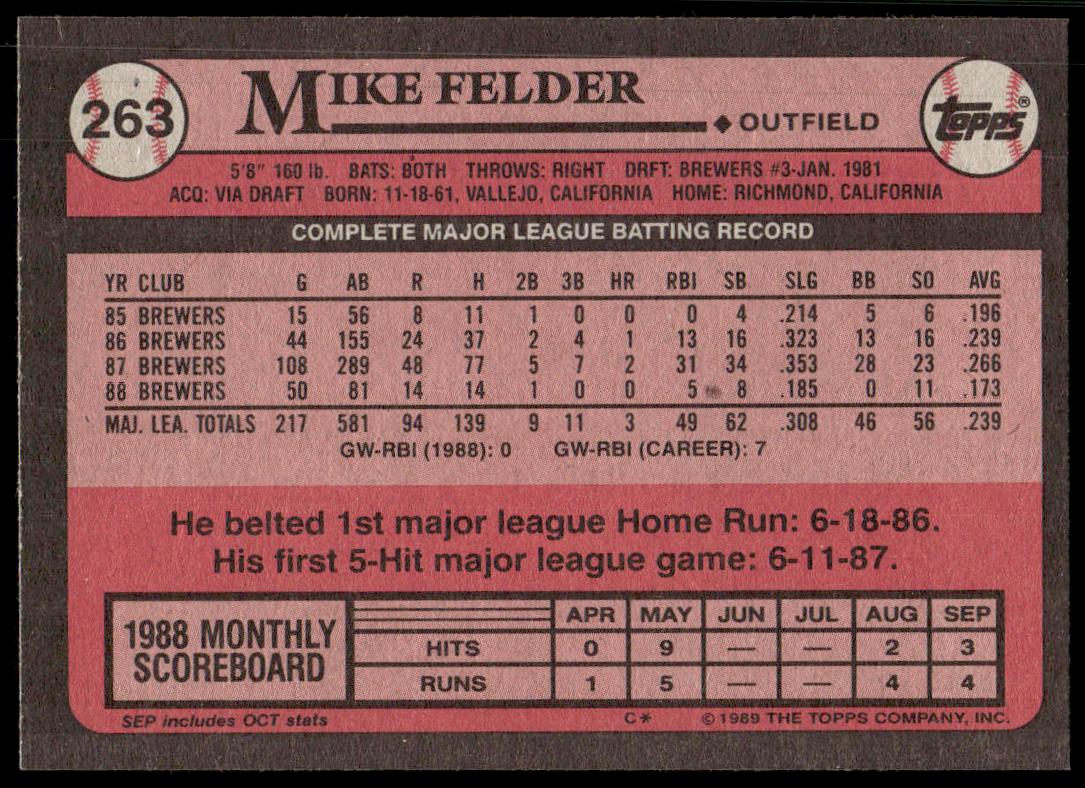 263
MIKE FELDER
◆ OUTFIELD
TOPPS®
5'8" 160 lb. BATS: BOTH THROWS: RIGHT DRFT: BREWERS #3-JAN. 1981
ACQ: VIA DRAFT BORN: 11-18-61, VALLEJO, CALIFORNIA HOME: RICHMOND, CALIFORNIA
COMPLETE MAJOR LEAGUE BATTING RECORD
YR CLUB G AB R H 2B 3B HR RBI SB SLG BB SO AVG
85 BREWERS 15 56 8 11 1 0 0 0 4 .214 5 6 .196
86 BREWERS 44 155 24 37 2 4 1 13 16 .323 13 16 .239
87 BREWERS 108 289 48 77 5 7 2 31 34 .353 28 23 .266
88 BREWERS 50 81 14 14 1 0 0 5 8 .185 0 11 .173
MAJ. LEA. TOTALS 217 581 94 139 9 11 3 49 62 .308 46 56 .239
GW-RBI (1988): 0 GW-RBI (CAREER): 7
He belted 1st major league Home Run: 6-18-86.
His first 5-Hit major league game: 6-11-87.
1988 MONTHLY
SCOREBOARD
APR MAY JUN JUL AUG SEP
HITS 0 9 — — 2 3
RUNS 1 5 — — 4 4
SEP includes OCT stats
C* © 1989 THE TOPPS COMPANY, INC.